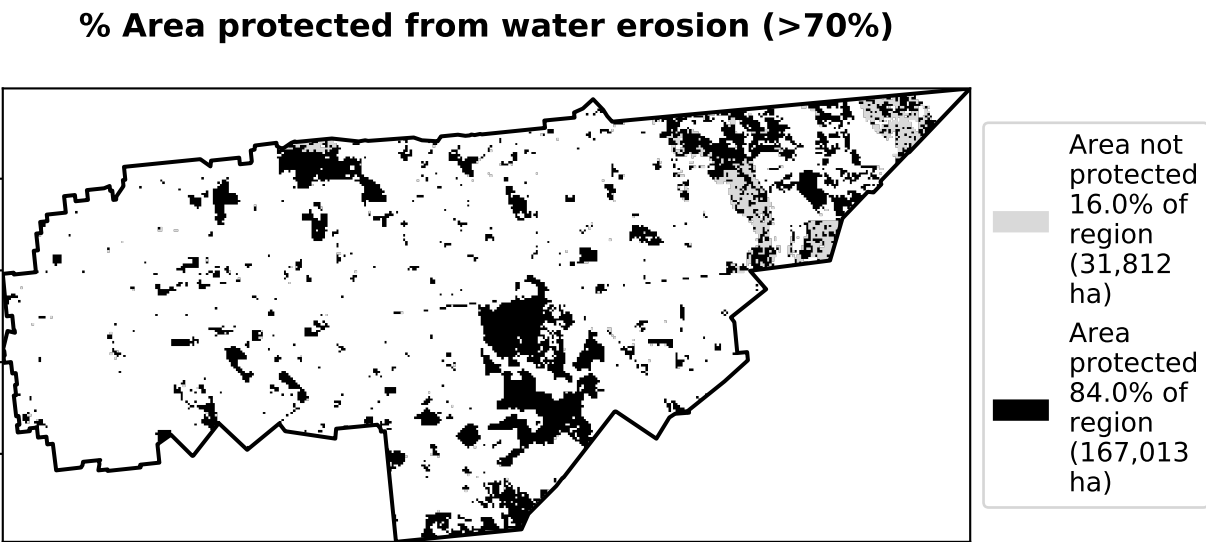 % Area protected from water erosion (>70%)
Area not
protected
16.0% of
region
(31,812
ha)
Area
protected
84.0% of
region
(167,013
ha)